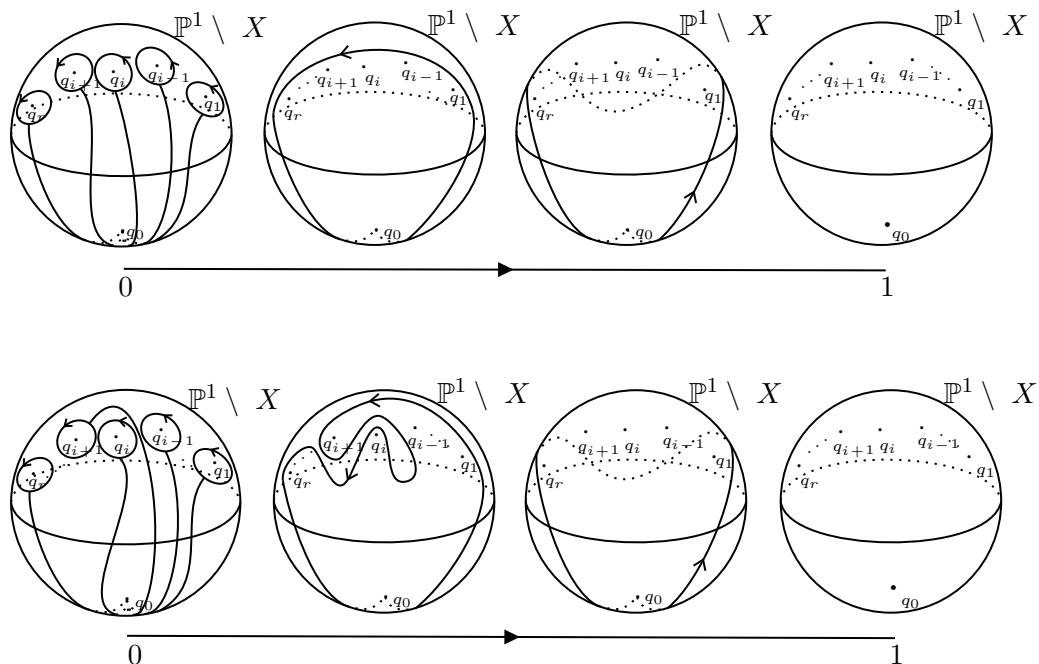 ℙ¹ \ X ℙ¹ \ X ℙ¹ \ X ℙ¹ \ X
q_{i+1} q_i q_{i−1} q_{i+1} q_i q_{i−1} q_{i+1} q_i q_{i−1} q_{i+1} q_i q_{i−1}
q_r q_1 q_r q_1 q_r q_1 q_r q_1
q_0 q_0 q_0 q_0
0 1
ℙ¹ \ X ℙ¹ \ X ℙ¹ \ X ℙ¹ \ X
q_{i+1} q_i q_{i−1} q_{i+1} q_i q_{i−1} q_{i+1} q_i q_{i−1} q_{i+1} q_i q_{i−1}
q_r q_1 q_r q_1 q_r q_1 q_r q_1
q_0 q_0 q_0 q_0
0 1